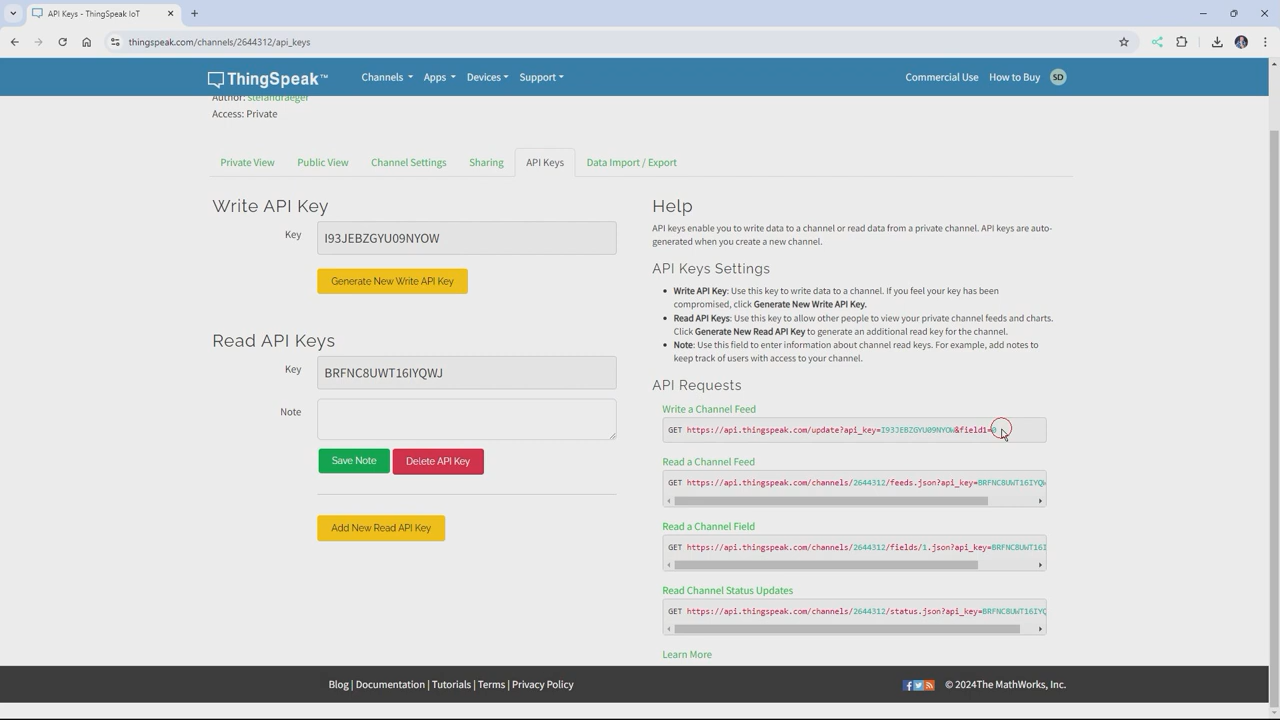 API Keys - ThingSpeak IoT
thingspeak.com/channels/2644312/api_keys
ThingSpeak™ Channels Apps Devices Support Commercial Use How to Buy SD
Author: stefandraeger
Access: Private
Private View Public View Channel Settings Sharing API Keys Data Import / Export
Write API Key
Key I93JEBZGYU09NYOW
Generate New Write API Key
Read API Keys
Key BRFNC8UWT16IYQWJ
Note
Save Note Delete API Key
Add New Read API Key
Help
API keys enable you to write data to a channel or read data from a private channel. API keys are auto-
generated when you create a new channel.
API Keys Settings
Write API Key: Use this key to write data to a channel. If you feel your key has been
compromised, click Generate New Write API Key.
Read API Keys: Use this key to allow other people to view your private channel feeds and charts.
Click Generate New Read API Key to generate an additional read key for the channel.
Note: Use this field to enter information about channel read keys. For example, add notes to
keep track of users with access to your channel.
API Requests
Write a Channel Feed
GET https://api.thingspeak.com/update?api_key=I93JEBZGYU09NYOW&field1=0
Read a Channel Feed
GET https://api.thingspeak.com/channels/2644312/feeds.json?api_key=BRFNC8UWT16IYQW
Read a Channel Field
GET https://api.thingspeak.com/channels/2644312/fields/1.json?api_key=BRFNC8UWT16I
Read Channel Status Updates
GET https://api.thingspeak.com/channels/2644312/status.json?api_key=BRFNC8UWT16IYQ
Learn More
Blog | Documentation | Tutorials | Terms | Privacy Policy
© 2024The MathWorks, Inc.